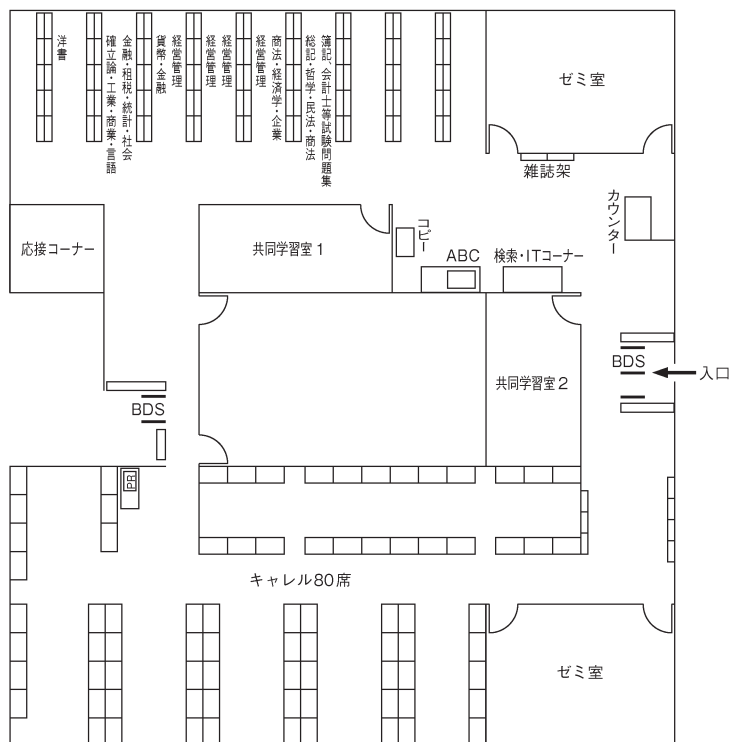 洋書
確立論・工業・商業・言語
金融・租税・統計・社会
貨幣・金融
経営管理
経営管理
経営管理
経営管理
商法・経済学・企業
総記・哲学・民法・商法
簿記、会計士等試験問題集
ゼミ室
雑誌架
カウンター
応接コーナー
共同学習室1
コピー
ABC
検索・ITコーナー
BDS
入口
共同学習室2
BDS
PR
キャレル80席
ゼミ室